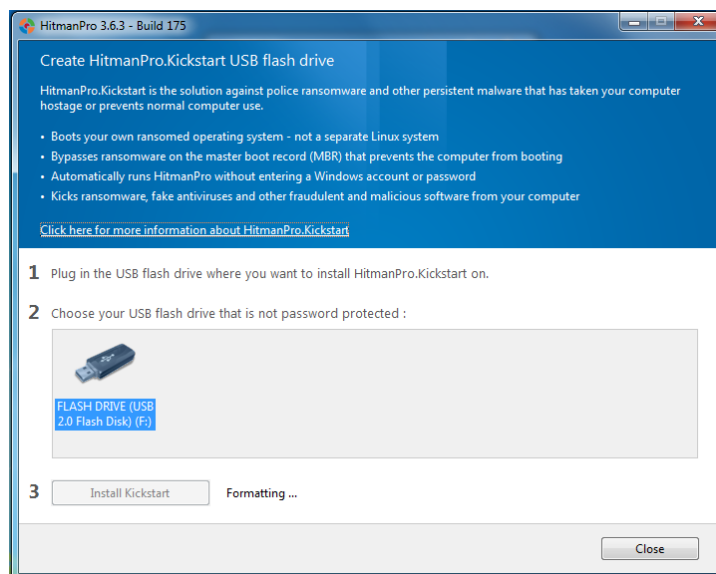 HitmanPro 3.6.3 - Build 175
Create HitmanPro.Kickstart USB flash drive
HitmanPro.Kickstart is the solution against police ransomware and other persistent malware that has taken your computer
hostage or prevents normal computer use.
• Boots your own ransomed operating system - not a separate Linux system
• Bypasses ransomware on the master boot record (MBR) that prevents the computer from booting
• Automatically runs HitmanPro without entering a Windows account or password
• Kicks ransomware, fake antiviruses and other fraudulent and malicious software from your computer
Click here for more information about HitmanPro.Kickstart
1 Plug in the USB flash drive where you want to install HitmanPro.Kickstart on.
2 Choose your USB flash drive that is not password protected :
FLASH DRIVE (USB
2.0 Flash Disk) (F:)
3 Install Kickstart Formatting ...
Close